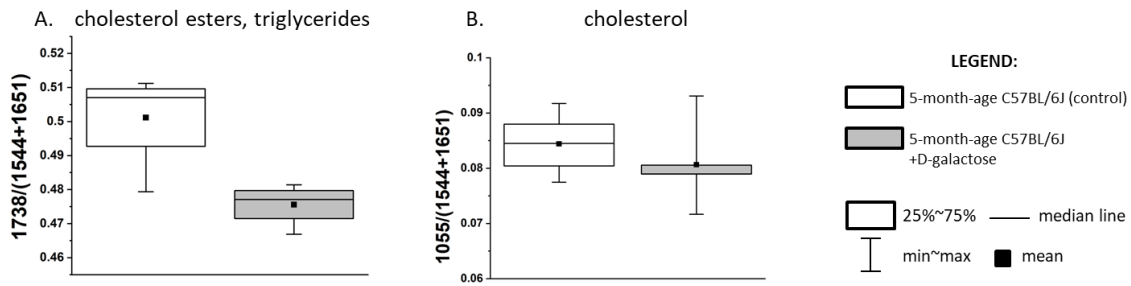 A. cholesterol esters, triglycerides
1738/(1544+1651)
0.52
0.51
0.5
0.49
0.48
0.47
0.46
B. cholesterol
1055/(1544+1651)
0.1
0.09
0.08
0.07
0.06
LEGEND:
5-month-age C57BL/6J (control)
5-month-age C57BL/6J
+D-galactose
25%~75% median line
min~max mean